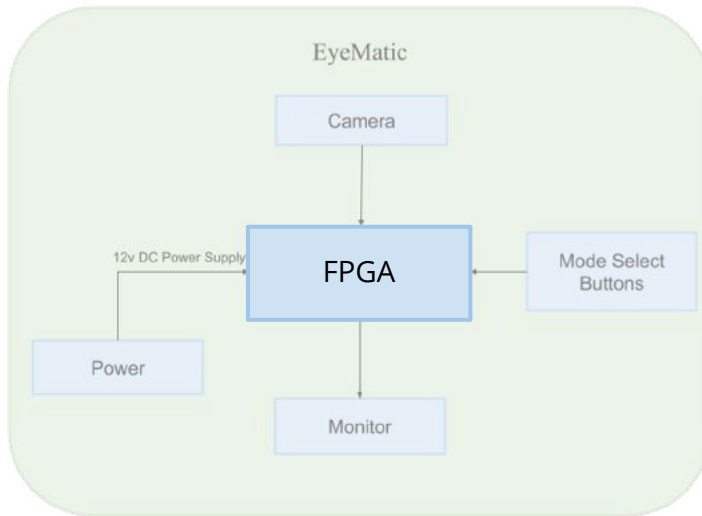 EyeMatic
Camera
12v DC Power Supply
FPGA
Mode Select
Buttons
Power
Monitor